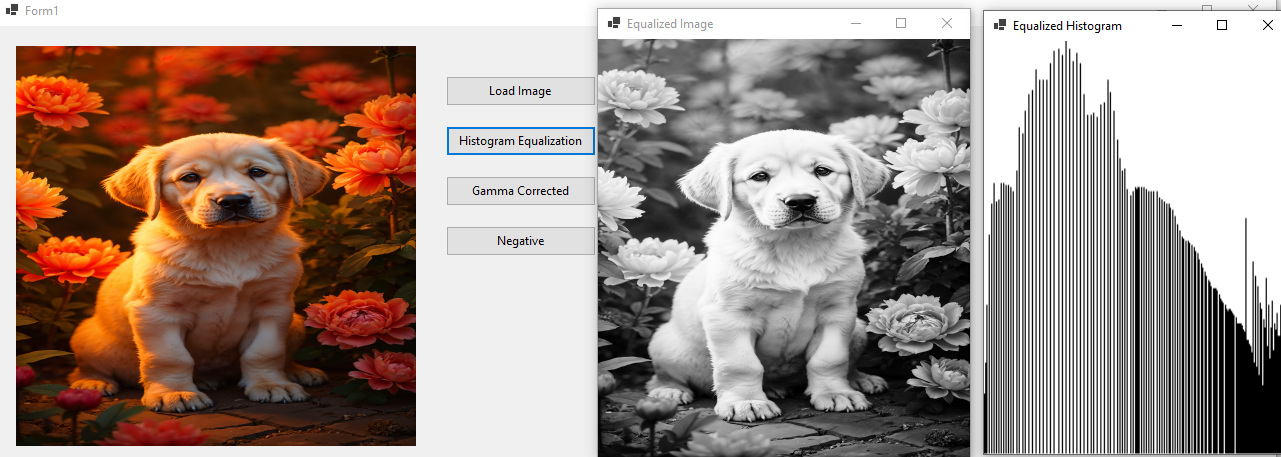 Form1
Load Image
Histogram Equalization
Gamma Corrected
Negative
Equalized Image
Equalized Histogram